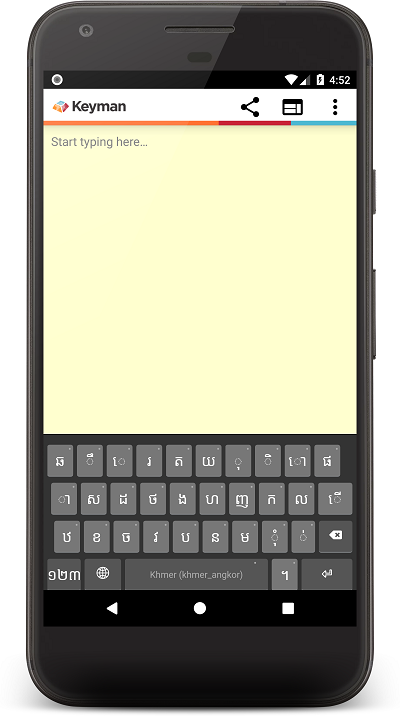 4:52
Keyman
Start typing here...
ឆ ឹ េ រ ត យ ុ ិ ោ ផ
ា ស ដ ថ ង ហ ញ ក ល ើ
ឋ ខ ច វ ប ន ម ុំ ់
១២៣ Khmer (khmer_angkor) ។